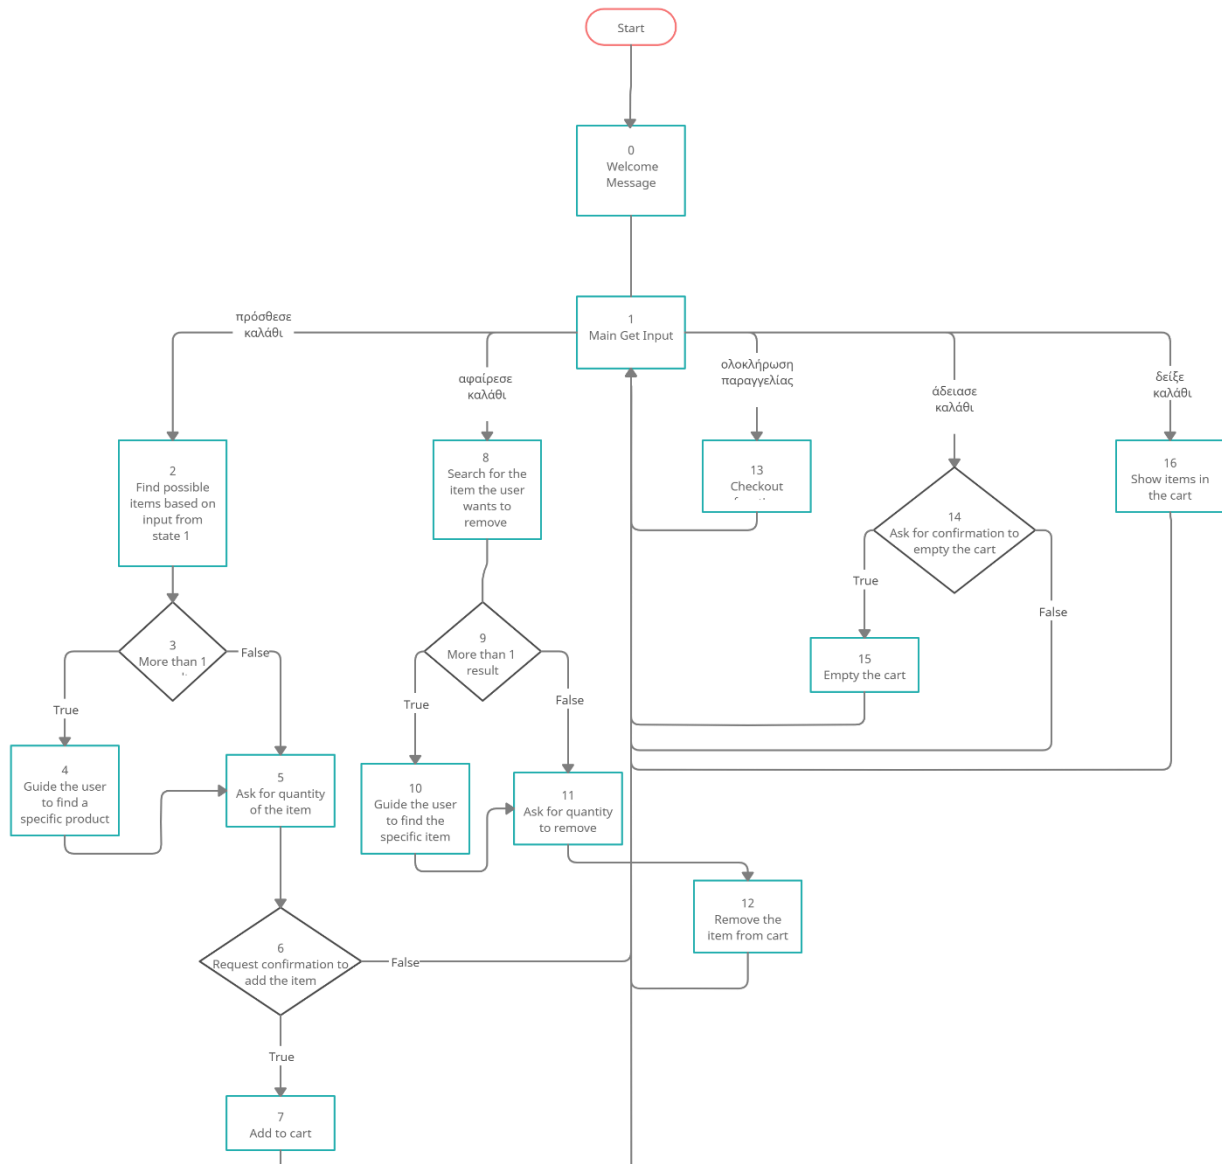 Start
0
Welcome
Message
1
Main Get Input
πρόσθεσε
καλάθι
αφαίρεσε
καλάθι
ολοκλήρωση
παραγγελίας
άδειασε
καλάθι
δείξε
καλάθι
2
Find possible
items based on
input from
state 1
8
Search for the
item the user
wants to
remove
13
Checkout
14
Ask for confirmation to
empty the cart
16
Show items in
the cart
True
False
3
More than 1
False
9
More than 1
result
15
Empty the cart
True
True
False
4
Guide the user
to find a
specific product
5
Ask for quantity
of the item
10
Guide the user
to find the
specific item
11
Ask for quantity
to remove
12
Remove the
item from cart
6
Request confirmation to
add the item
False
True
7
Add to cart